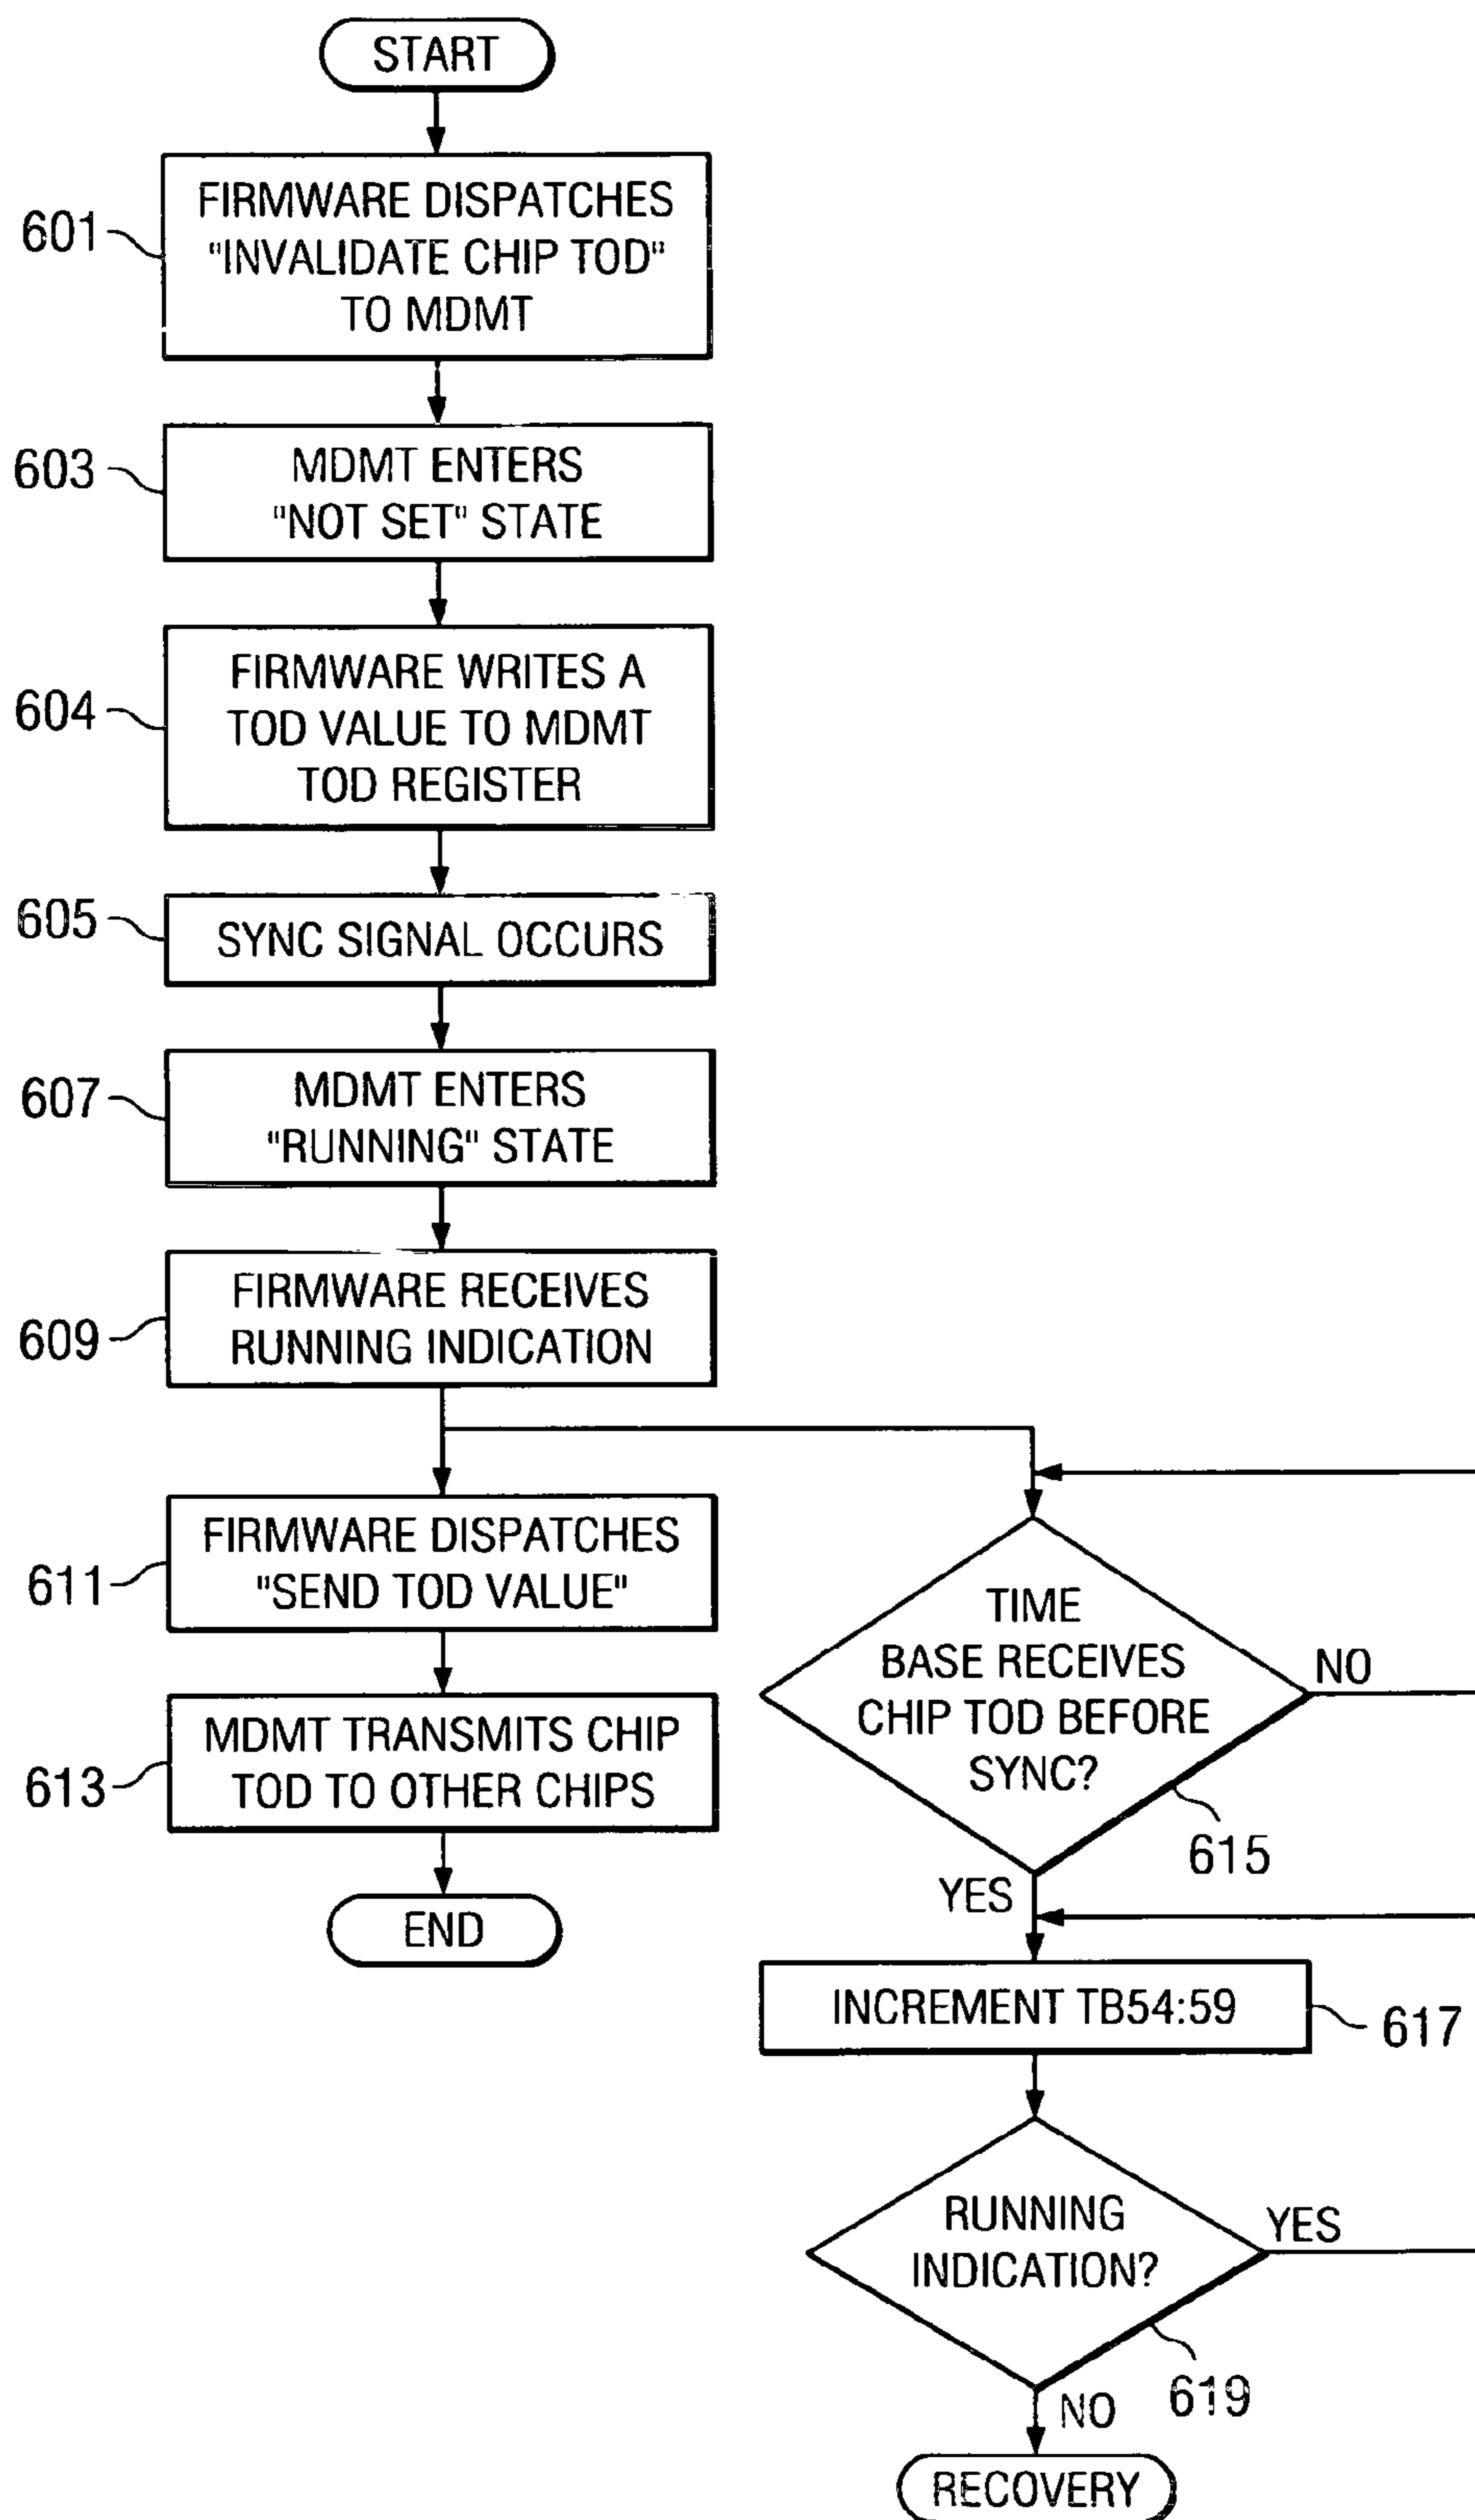 START
601
FIRMWARE DISPATCHES
"INVALIDATE CHIP TOD"
TO MDMT
603
MDMT ENTERS
"NOT SET" STATE
604
FIRMWARE WRITES A
TOD VALUE TO MDMT
TOD REGISTER
605
SYNC SIGNAL OCCURS
607
MDMT ENTERS
"RUNNING" STATE
609
FIRMWARE RECEIVES
RUNNING INDICATION
611
FIRMWARE DISPATCHES
"SEND TOD VALUE"
613
MDMT TRANSMITS CHIP
TOD TO OTHER CHIPS
END
TIME
BASE RECEIVES
CHIP TOD BEFORE
SYNC?
NO
615
YES
INCREMENT TB54:59
617
RUNNING
INDICATION?
YES
619
NO
RECOVERY